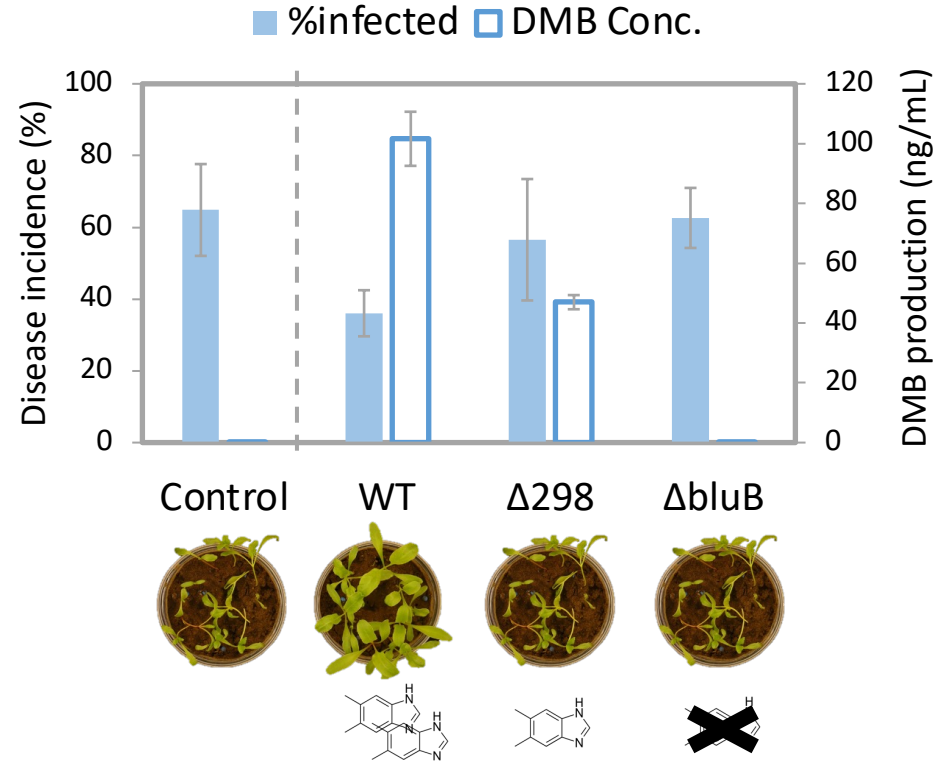 %infected DMB Conc.
Disease incidence (%)
100
80
60
40
20
0
120
100
80
60
40
20
0
DMB production (ng/mL)
Control WT Δ298 ΔbluB
H
N
N
H
N
N
H
N
N
H